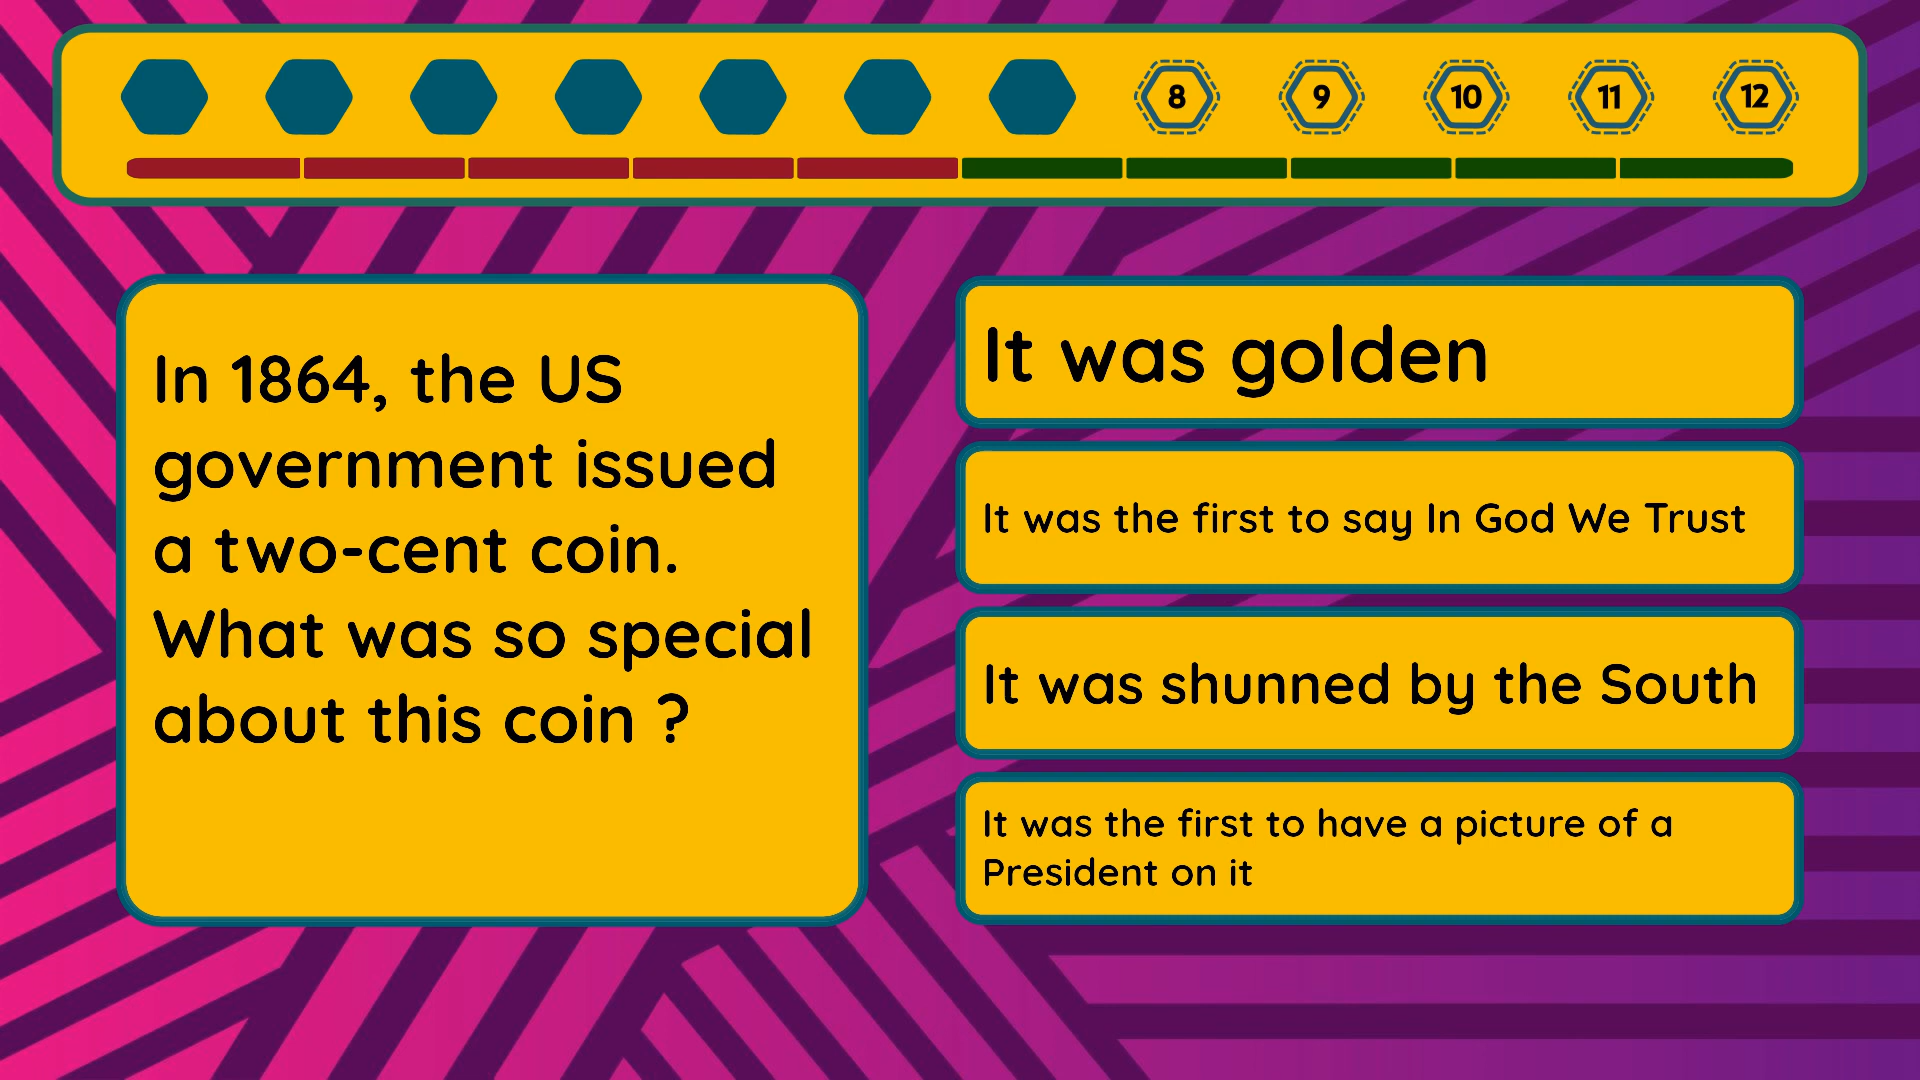 8 9 10 11 12
In 1864, the US
government issued
a two-cent coin.
What was so special
about this coin ?
It was golden
It was the first to say In God We Trust
It was shunned by the South
It was the first to have a picture of a
President on it